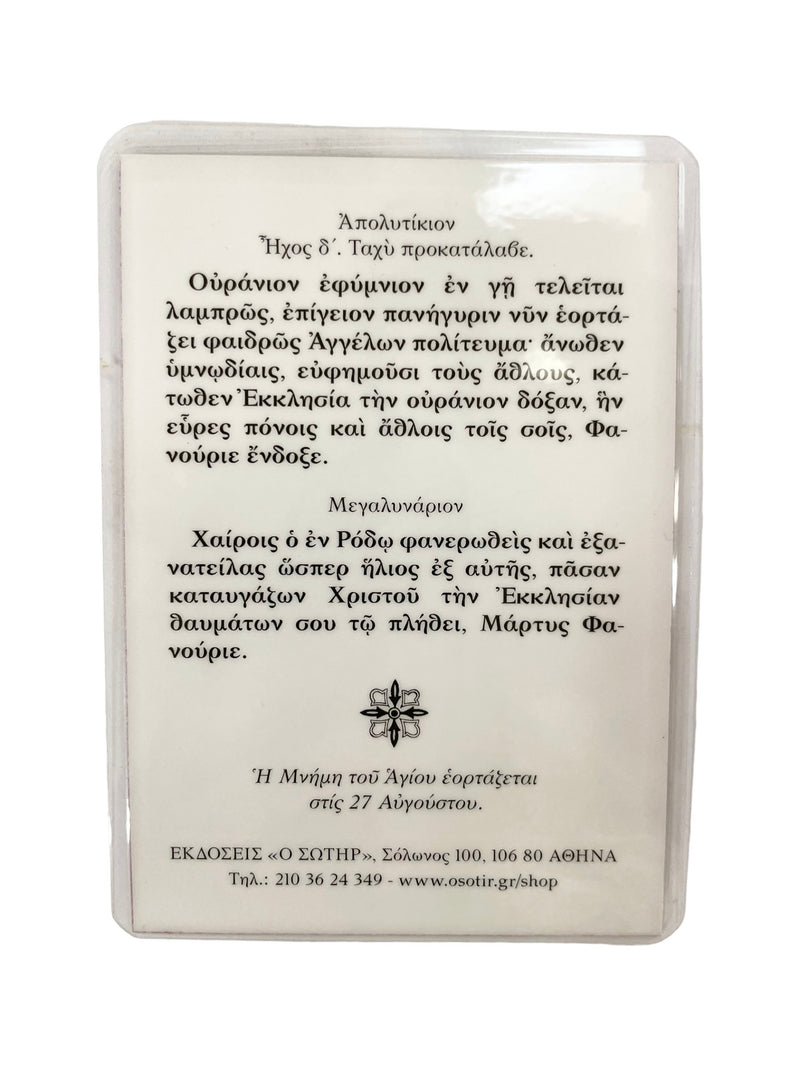 Ἀπολυτίκιον
Ἦχος δ´. Ταχὺ προκατάλαβε.
Οὐράνιον ἐφύμνιον ἐν γῇ τελεῖται
λαμπρῶς, ἐπίγειον πανήγυριν νῦν ἑορτά-
ζει φαιδρῶς Ἀγγέλων πολίτευμα· ἄνωθεν
ὑμνῳδίαις, εὐφημοῦσι τοὺς ἄθλους, κά-
τωθεν Ἐκκλησία τὴν οὐράνιον δόξαν, ἣν
εὗρες πόνοις καὶ ἄθλοις τοῖς σοῖς, Φα-
νούριε ἔνδοξε.
Μεγαλυνάριον
Χαίροις ὁ ἐν Ρόδῳ φανερωθεὶς καὶ ἐξα-
νατείλας ὥσπερ ἥλιος ἐξ αὐτῆς, πᾶσαν
καταυγάζων Χριστοῦ τὴν Ἐκκλησίαν
θαυμάτων σου τῷ πλήθει, Μάρτυς Φα-
νούριε.
Ἡ Μνήμη τοῦ Ἁγίου ἑορτάζεται
στίς 27 Αὐγούστου.
ΕΚΔΟΣΕΙΣ «Ο ΣΩΤΗΡ», Σόλωνος 100, 106 80 ΑΘΗΝΑ
Τηλ.: 210 36 24 349 - www.osotir.gr/shop